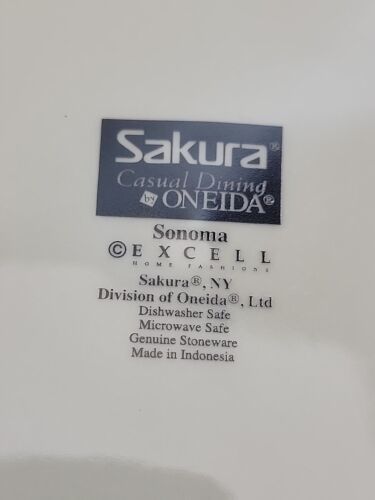 Sakura®
Casual Dining
by ONEIDA®
Sonoma
© EXCELL
HOME FASHIONS
Sakura®, NY
Division of Oneida®, Ltd
Dishwasher Safe
Microwave Safe
Genuine Stoneware
Made in Indonesia